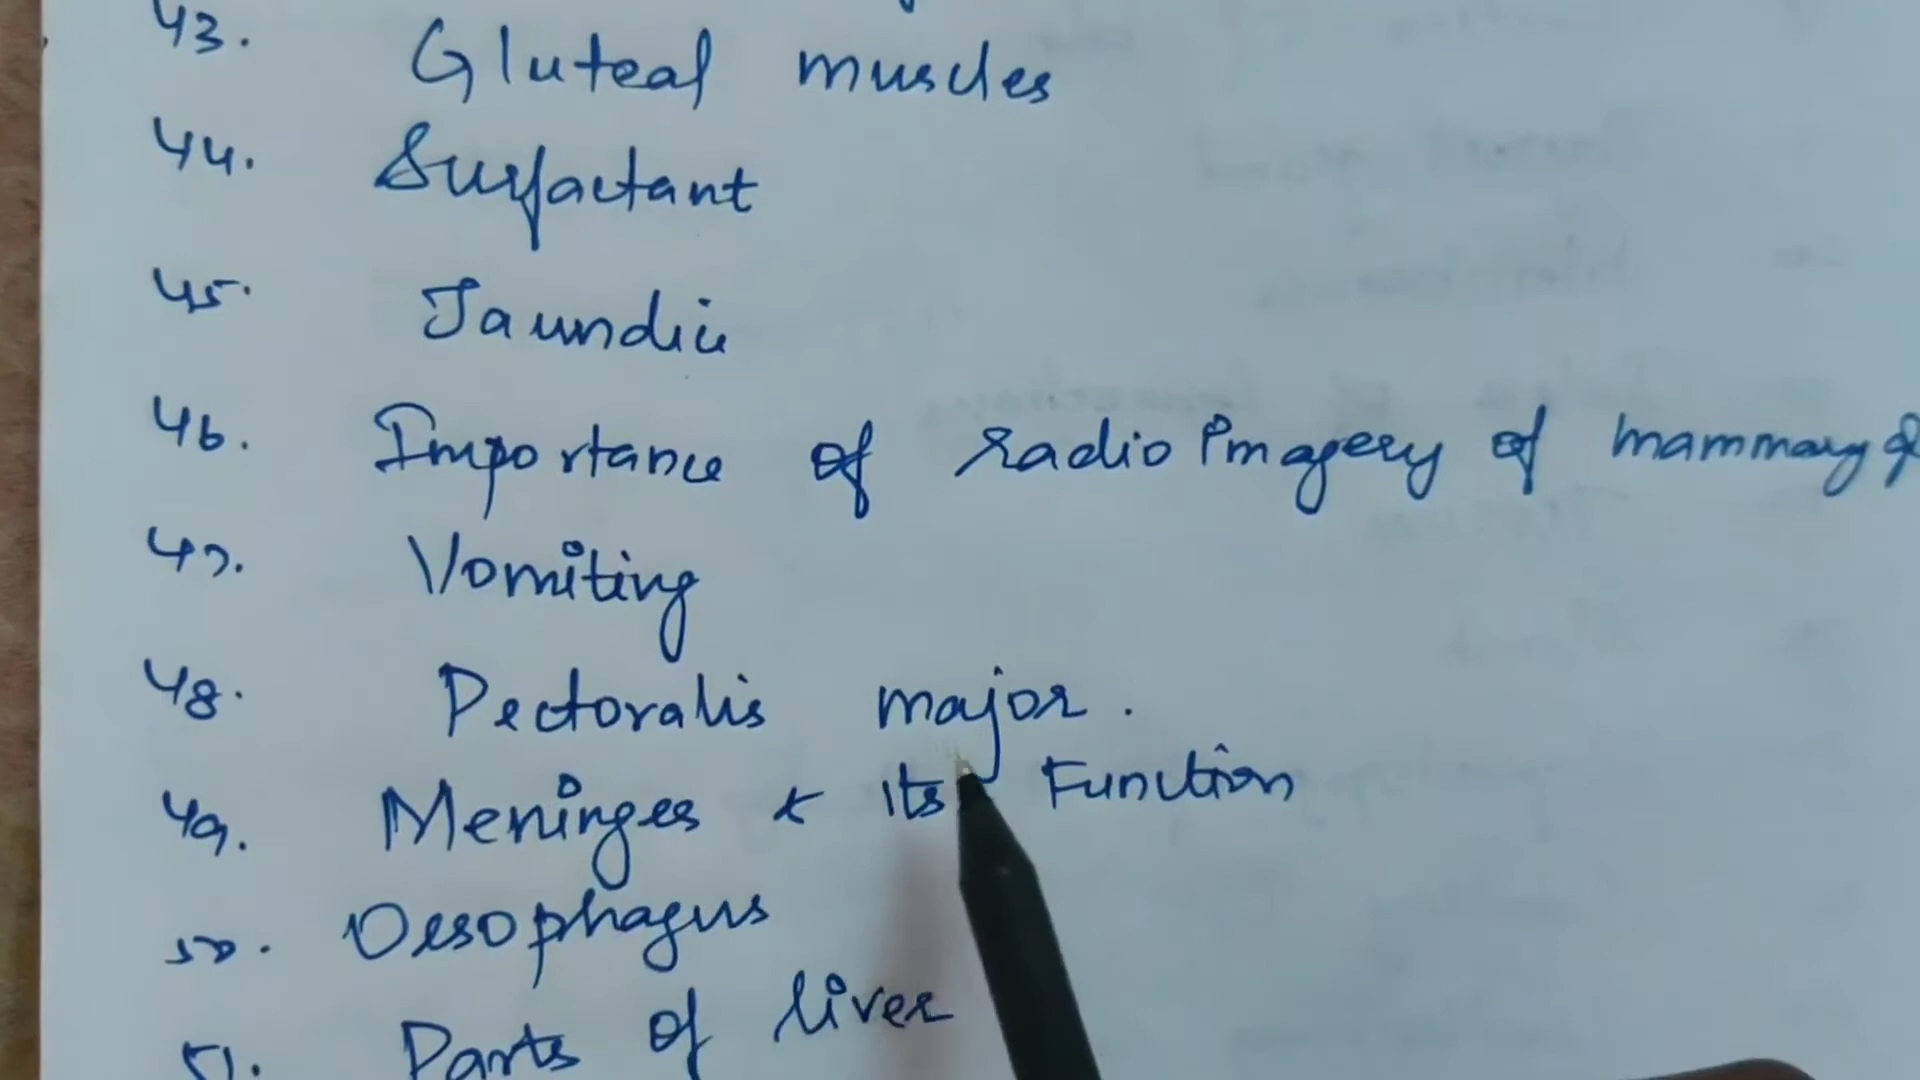 43. Gluteal muscles
44. Surfactant
45. Jaundice
46. Importance of radio imagery of mammary
47. Vomiting
48. Pectoralis major.
49. Meninges & its Function
50. Oesophagus
51. Parts of liver